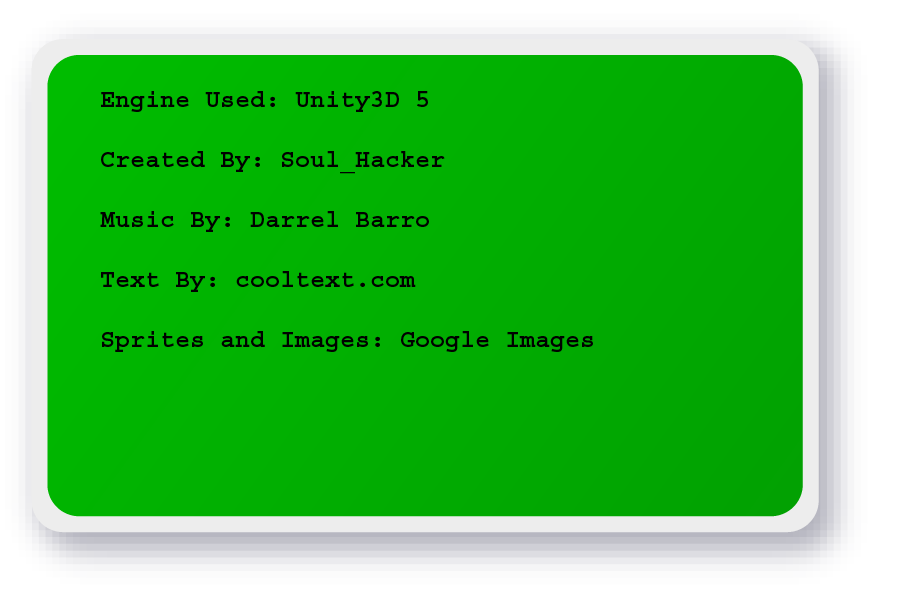 Engine Used: Unity3D 5
Created By: Soul_Hacker
Music By: Darrel Barro
Text By: cooltext.com
Sprites and Images: Google Images